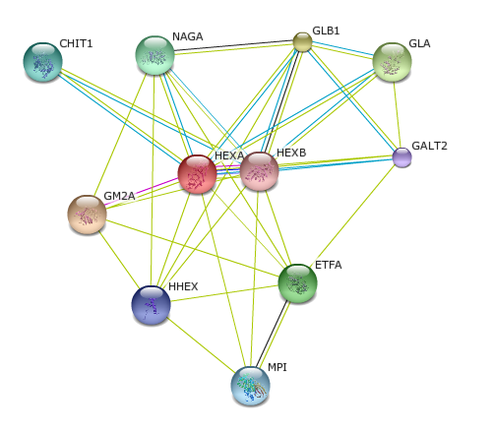 NAGA
GLB1
CHIT1
GLA
GALT2
HEXA
HEXB
GM2A
ETFA
HHEX
MPI